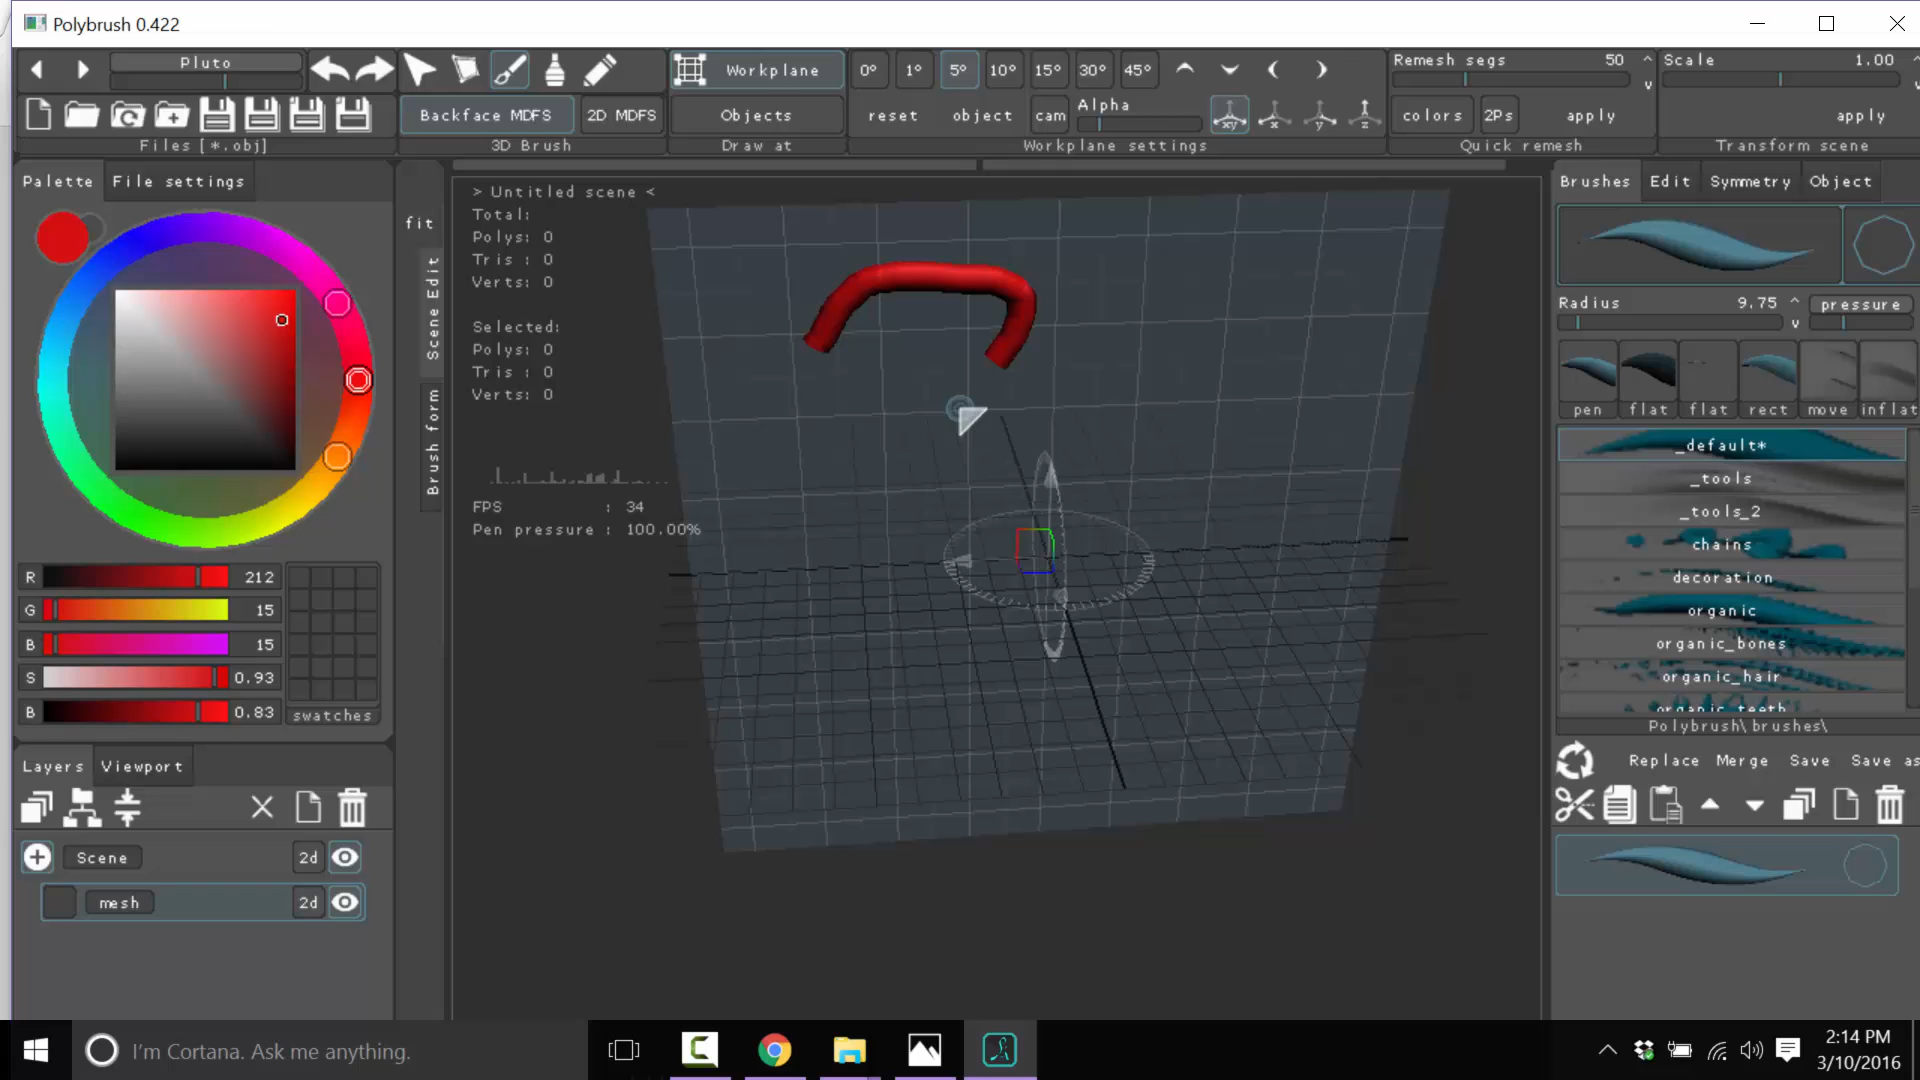 Polybrush 0.422
Pluto
Workplane
0° 1° 5° 10° 15° 30° 45°
Remesh segs 50 ^
v
Scale 1.00
Backface MDFS
2D MDFS
Objects
reset object cam
Alpha
xy x y z
colors 2Ps apply
apply
Files [*.obj]
3D Brush
Draw at
Workplane settings
Quick remesh
Transform scene
Palette File settings
fit
Scene Edit
Brush form
> Untitled scene <
Total:
Polys: 0
Tris : 0
Verts: 0
Selected:
Polys: 0
Tris : 0
Verts: 0
FPS : 34
Pen pressure : 100.00%
Brushes Edit Symmetry Object
Radius 9.75 ^
v
pressure
pen flat flat rect move inflat
_default*
_tools
_tools_2
chains
decoration
organic
organic_bones
organic_hair
organic_teeth
Polybrush\brushes\
Replace Merge Save Save as
R 212
G 15
B 15
S 0.93
B 0.83
swatches
Layers Viewport
Scene 2d
mesh 2d
I'm Cortana. Ask me anything.
2:14 PM
3/10/2016